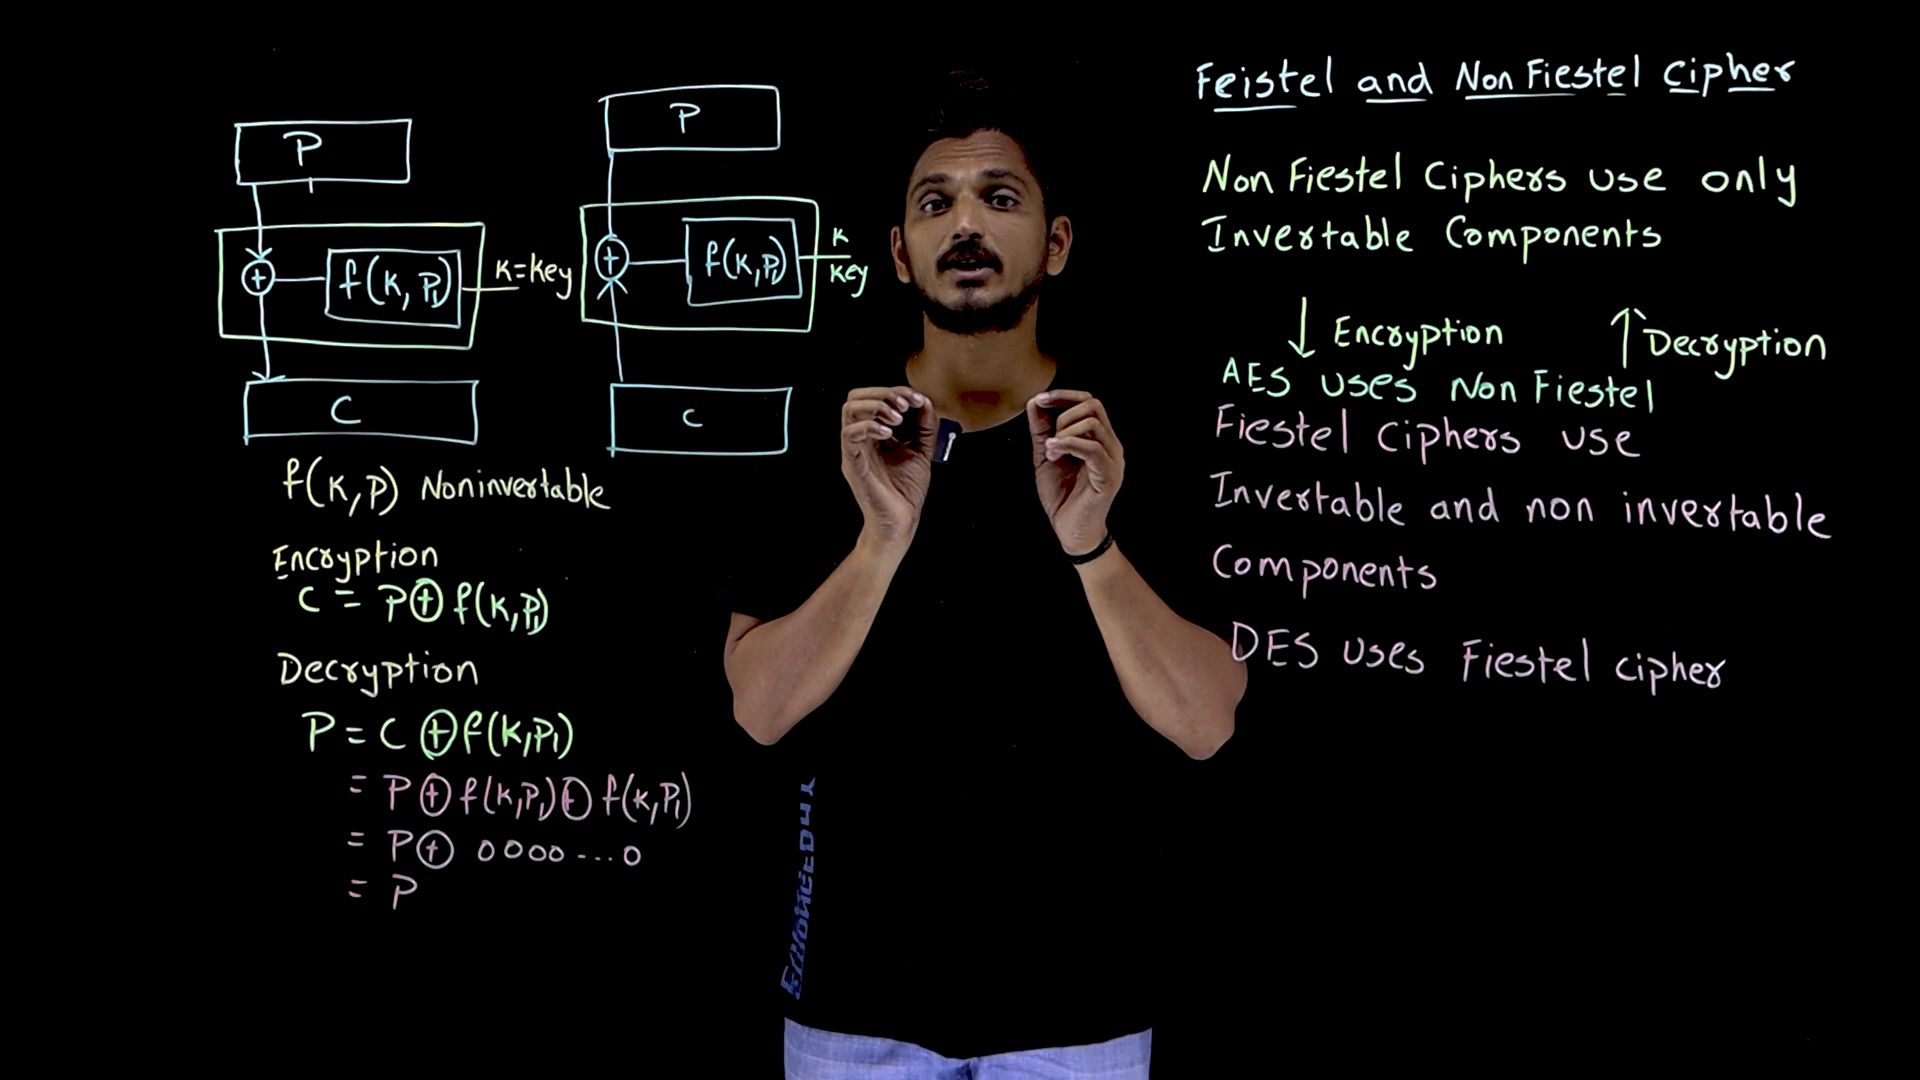 P
f(K, P1)
K=Key
C
P
f(K,P1)
K
Key
C
f(K,P) Noninvertable
Encryption
C = P⊕f(K,P1)
Decryption
P = C ⊕f(K,P1)
= P⊕f(K,P1)⊕f(K,P1)
= P⊕ 0000...0
= P
Feistel and Non Fiestel Cipher
Non Fiestel Ciphers use only
Invertable Components
↓ Encryption ↑ Decryption
AES uses Non Fiestel
Fiestel Ciphers use
Invertable and non invertable
Components
DES uses Fiestel cipher